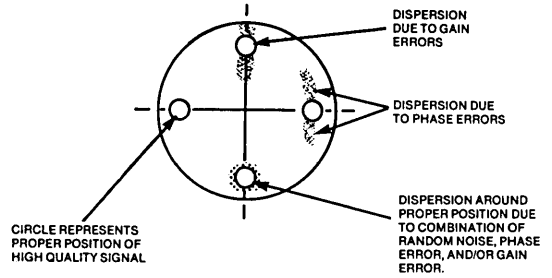 DISPERSION
DUE TO GAIN
ERRORS
DISPERSION DUE
TO PHASE ERRORS
DISPERSION AROUND
PROPER POSITION DUE
TO COMBINATION OF
RANDOM NOISE, PHASE
ERROR, AND/OR GAIN
ERROR.
CIRCLE REPRESENTS
PROPER POSITION OF
HIGH QUALITY SIGNAL